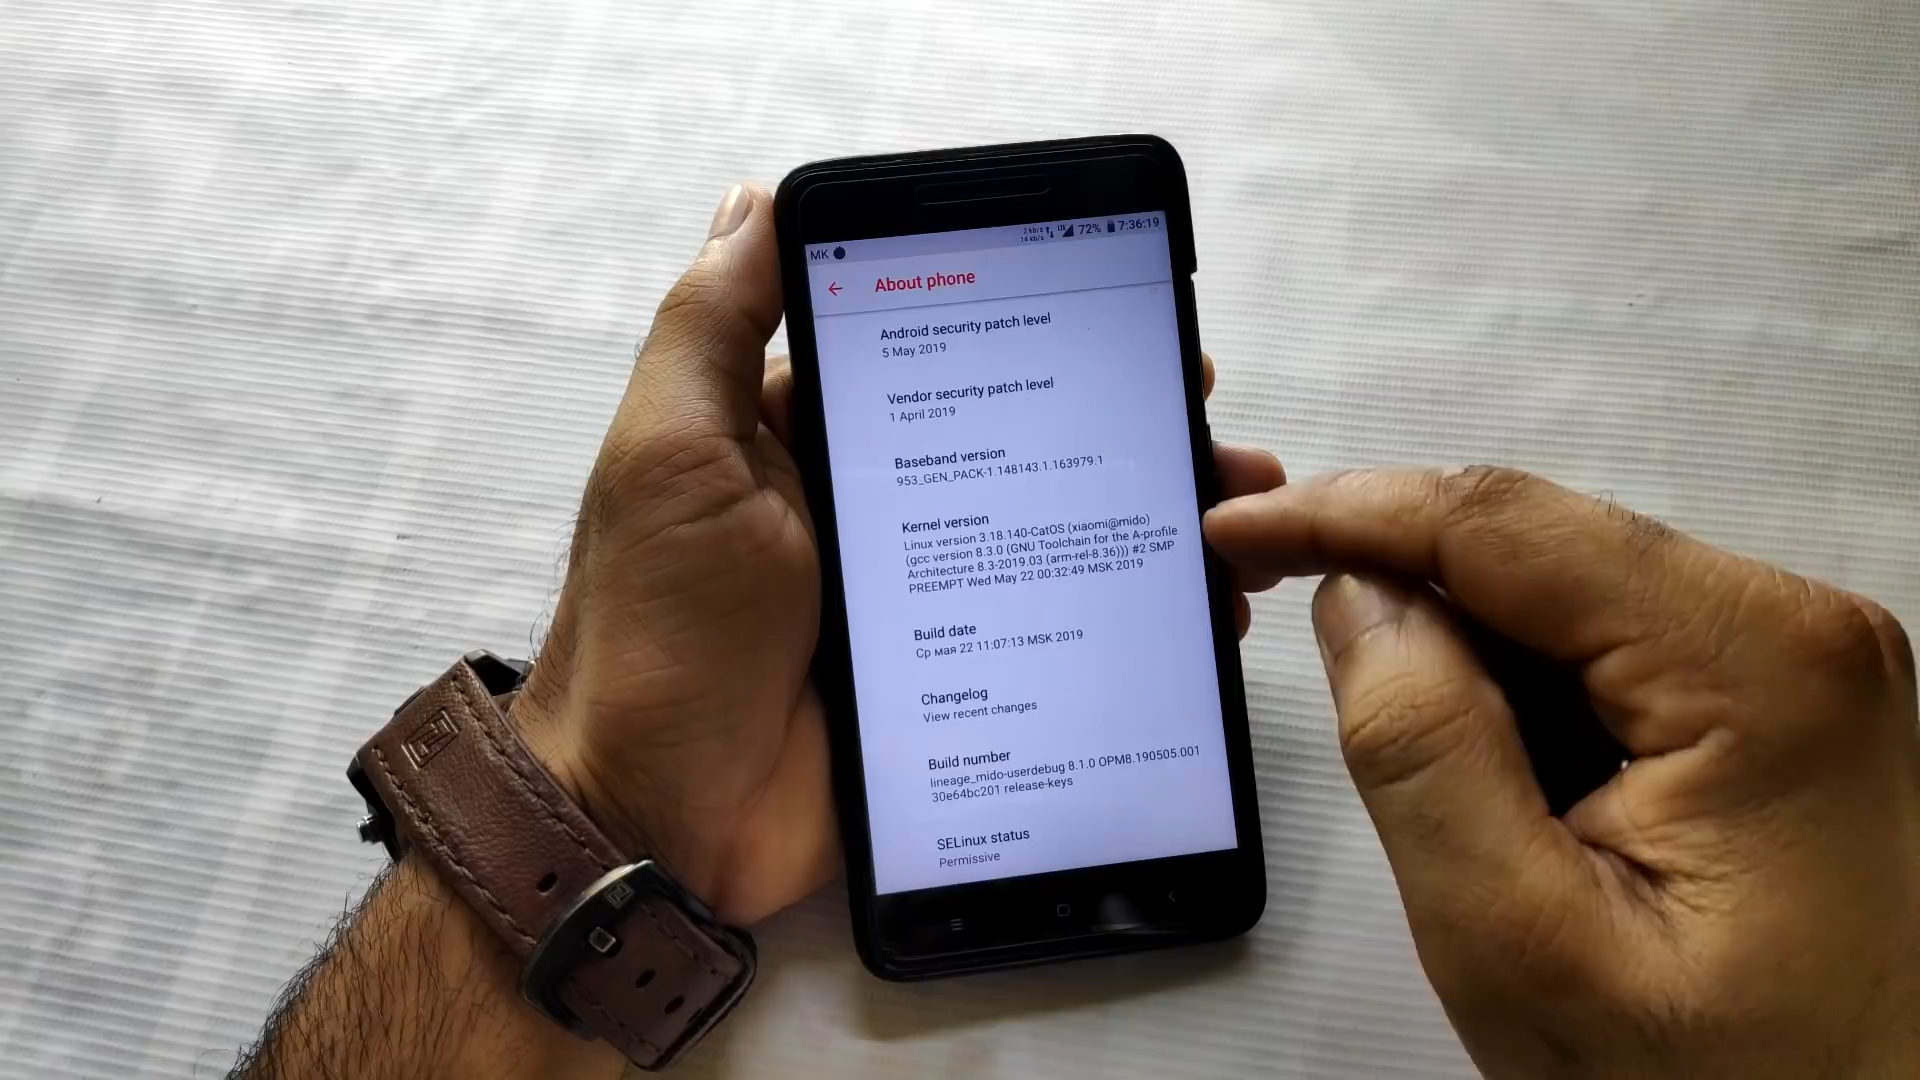 MK
2 kb/s
14 kb/s
LTE
72%
7:36:19
About phone
Android security patch level
5 May 2019
Vendor security patch level
1 April 2019
Baseband version
953_GEN_PACK-1.148143.1.163979.1
Kernel version
Linux version 3.18.140-CatOS (xiaomi@mido)
(gcc version 8.3.0 (GNU Toolchain for the A-profile
Architecture 8.3-2019.03 (arm-rel-8.36))) #2 SMP
PREEMPT Wed May 22 00:32:49 MSK 2019
Build date
Ср мая 22 11:07:13 MSK 2019
Changelog
View recent changes
Build number
lineage_mido-userdebug 8.1.0 OPM8.190505.001
30e64bc201 release-keys
SELinux status
Permissive